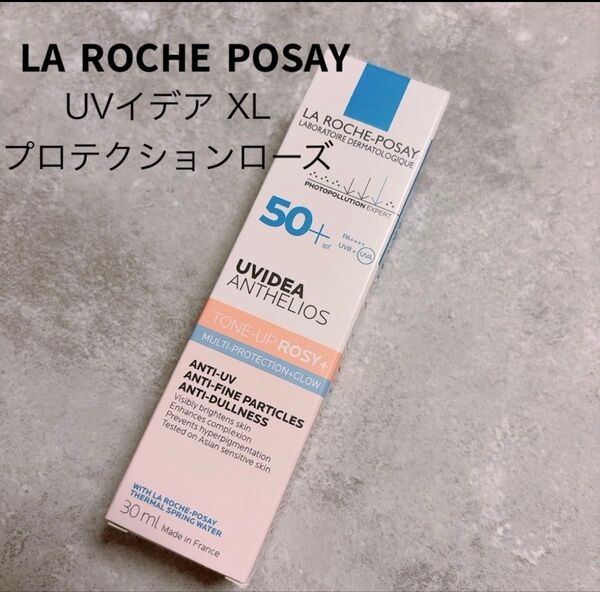 LA ROCHE POSAY
UVイデア XL
プロテクションローズ
LA ROCHE-POSAY
LABORATOIRE DERMATOLOGIQUE
PHOTOPOLLUTION EXPERT
50+
spf
PA++++
UVB + UVA
UVIDEA
ANTHELIOS
TONE-UP ROSY+
MULTI-PROTECTION+GLOW
ANTI-UV
ANTI-FINE PARTICLES
ANTI-DULLNESS
Visibly brightens skin
Enhances complexion
Prevents hyperpigmentation
Tested on Asian sensitive skin
WITH LA ROCHE-POSAY
THERMAL SPRING WATER
30 ml Made in France